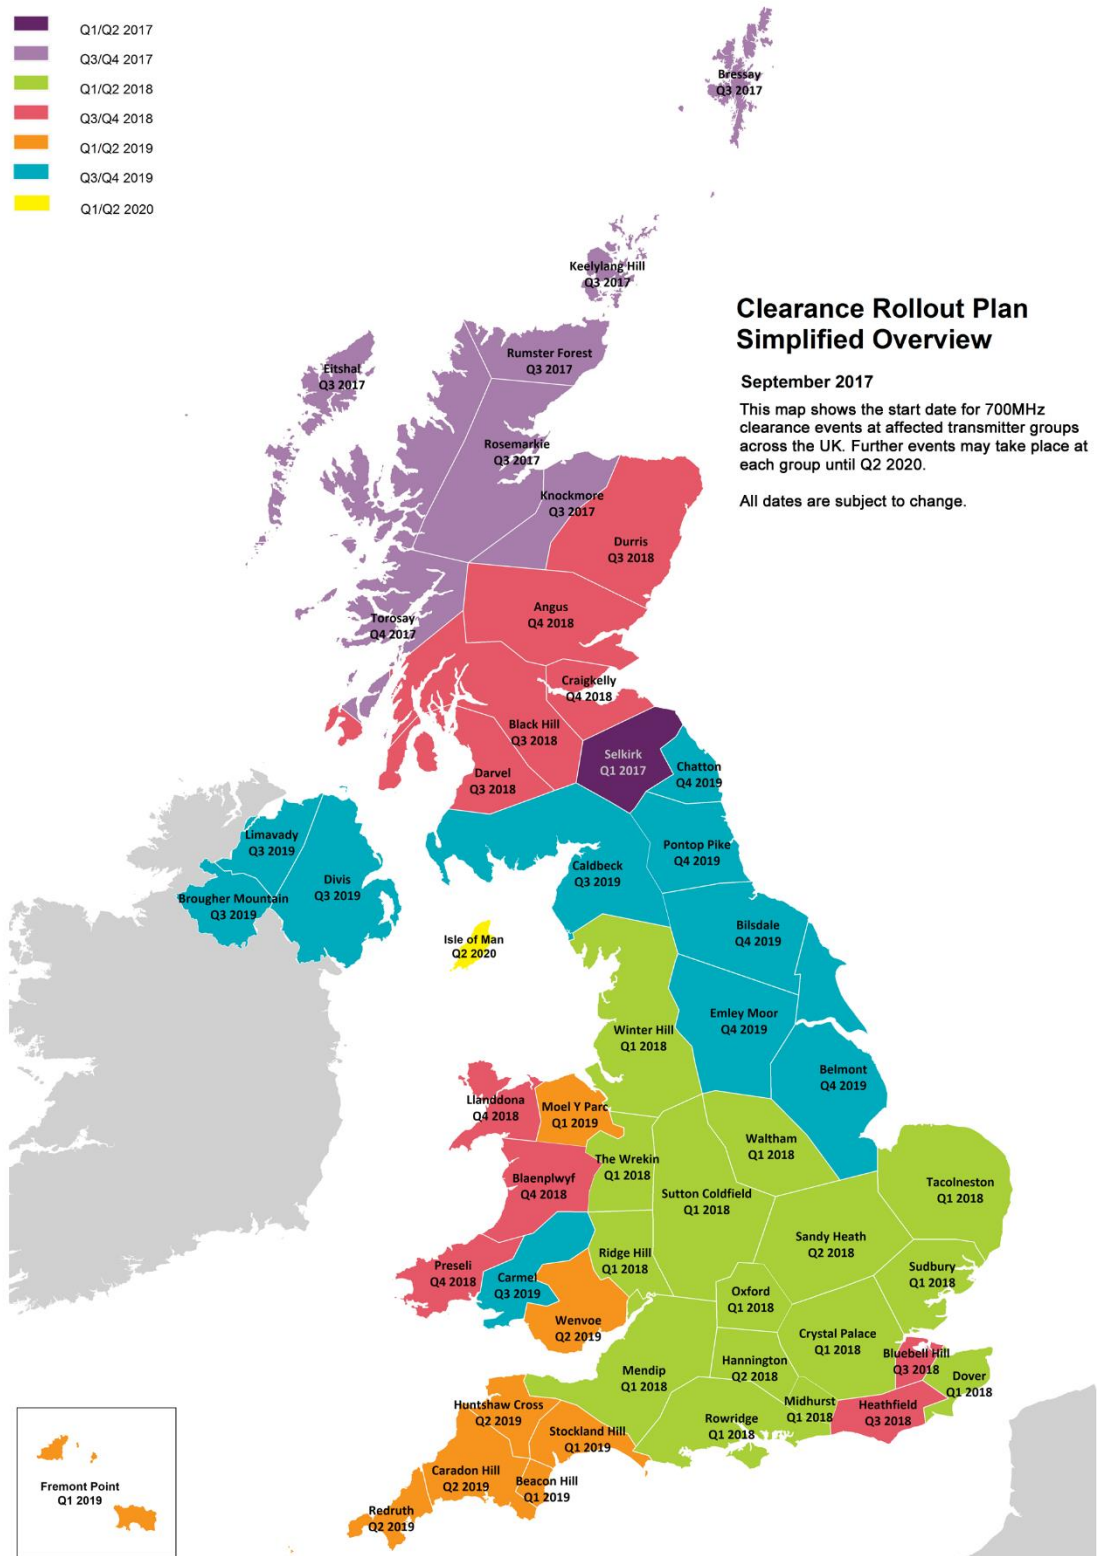 Q1/Q2 2017
Q3/Q4 2017
Q1/Q2 2018
Q3/Q4 2018
Q1/Q2 2019
Q3/Q4 2019
Q1/Q2 2020
Bressay
Q3 2017
Keelylang Hill
Q3 2017
Clearance Rollout Plan
Simplified Overview
September 2017
This map shows the start date for 700MHz
clearance events at affected transmitter groups
across the UK. Further events may take place at
each group until Q2 2020.
All dates are subject to change.
Rumster Forest
Q3 2017
Eitshal
Q3 2017
Rosemarkie
Q3 2017
Knockmore
Q3 2017
Durris
Q3 2018
Angus
Q4 2018
Torosay
Q4 2017
Craigkelly
Q4 2018
Black Hill
Q3 2018
Selkirk
Q1 2017
Chatton
Q4 2019
Darvel
Q3 2018
Limavady
Q3 2019
Pontop Pike
Q4 2019
Caldbeck
Q3 2019
Divis
Q3 2019
Brougher Mountain
Q3 2019
Bilsdale
Q4 2019
Isle of Man
Q2 2020
Emley Moor
Q4 2019
Winter Hill
Q1 2018
Belmont
Q4 2019
Llanddona
Q4 2018
Moel Y Parc
Q1 2019
Waltham
Q1 2018
The Wrekin
Q1 2018
Blaenplwyf
Q4 2018
Tacolneston
Q1 2018
Sutton Coldfield
Q1 2018
Sandy Heath
Q2 2018
Ridge Hill
Q1 2018
Preseli
Q4 2018
Carmel
Q3 2019
Sudbury
Q1 2018
Oxford
Q1 2018
Wenvoe
Q2 2019
Crystal Palace
Q1 2018
Bluebell Hill
Q3 2018
Hannington
Q2 2018
Mendip
Q1 2018
Dover
Q1 2018
Huntshaw Cross
Q2 2019
Midhurst
Q1 2018
Heathfield
Q3 2018
Rowridge
Q1 2018
Stockland Hill
Q1 2019
Caradon Hill
Q2 2019
Beacon Hill
Q1 2019
Fremont Point
Q1 2019
Redruth
Q2 2019